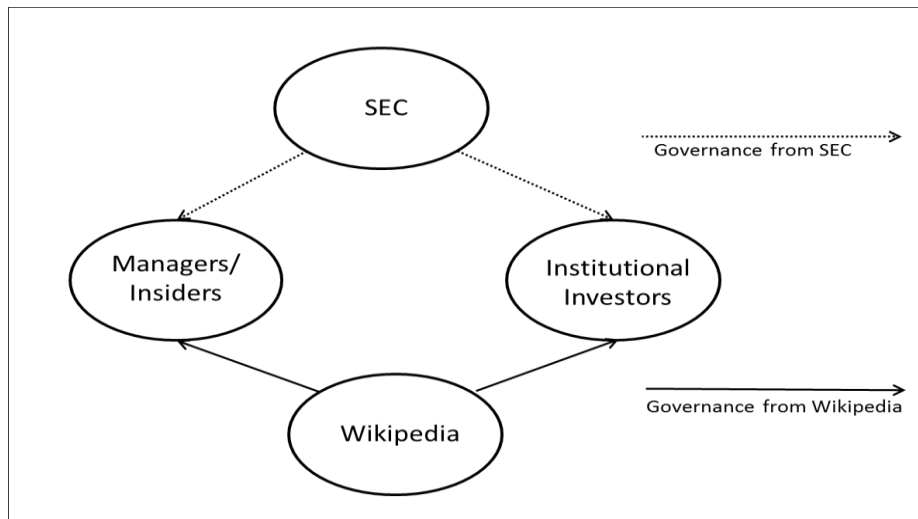 SEC
Governance from SEC
Managers/
Insiders
Institutional
Investors
Governance from Wikipedia
Wikipedia